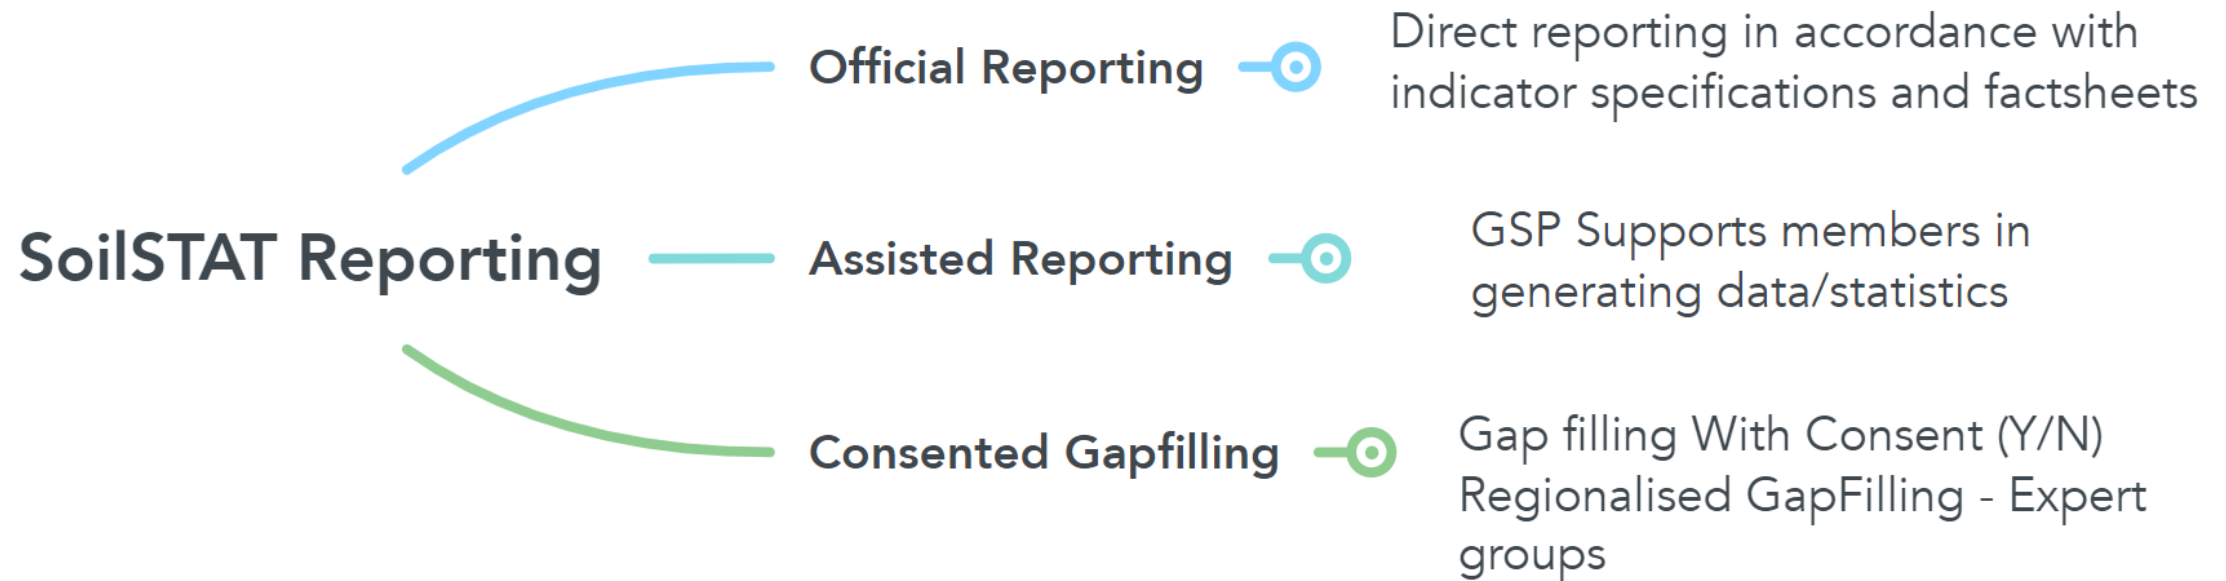 SoilSTAT Reporting
Official Reporting
Direct reporting in accordance with
indicator specifications and factsheets
Assisted Reporting
GSP Supports members in
generating data/statistics
Consented Gapfilling
Gap filling With Consent (Y/N)
Regionalised GapFilling - Expert
groups